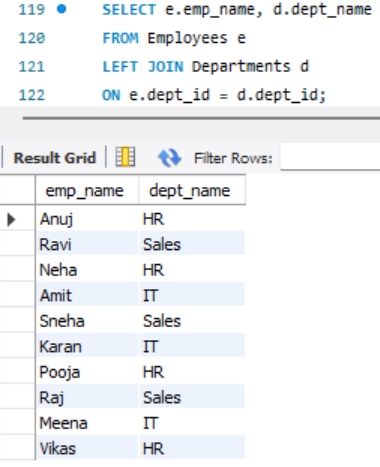 119 SELECT e.emp_name, d.dept_name
120 FROM Employees e
121 LEFT JOIN Departments d
122 ON e.dept_id = d.dept_id;
Result Grid Filter Rows:
emp_name dept_name
Anuj HR
Ravi Sales
Neha HR
Amit IT
Sneha Sales
Karan IT
Pooja HR
Raj Sales
Meena IT
Vikas HR